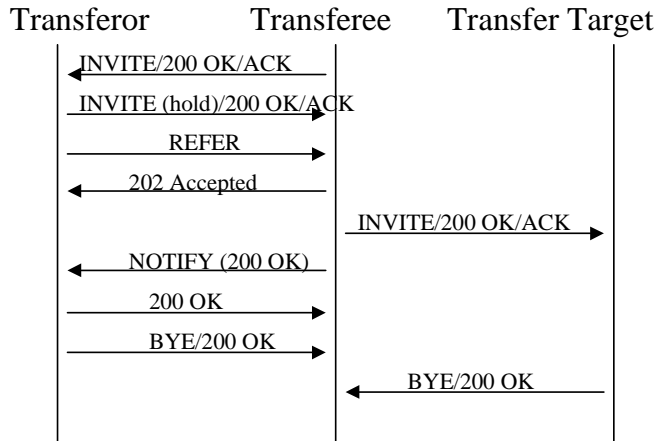 Transferor Transferee Transfer Target
INVITE/200 OK/ACK
INVITE (hold)/200 OK/ACK
REFER
202 Accepted
INVITE/200 OK/ACK
NOTIFY (200 OK)
200 OK
BYE/200 OK
BYE/200 OK